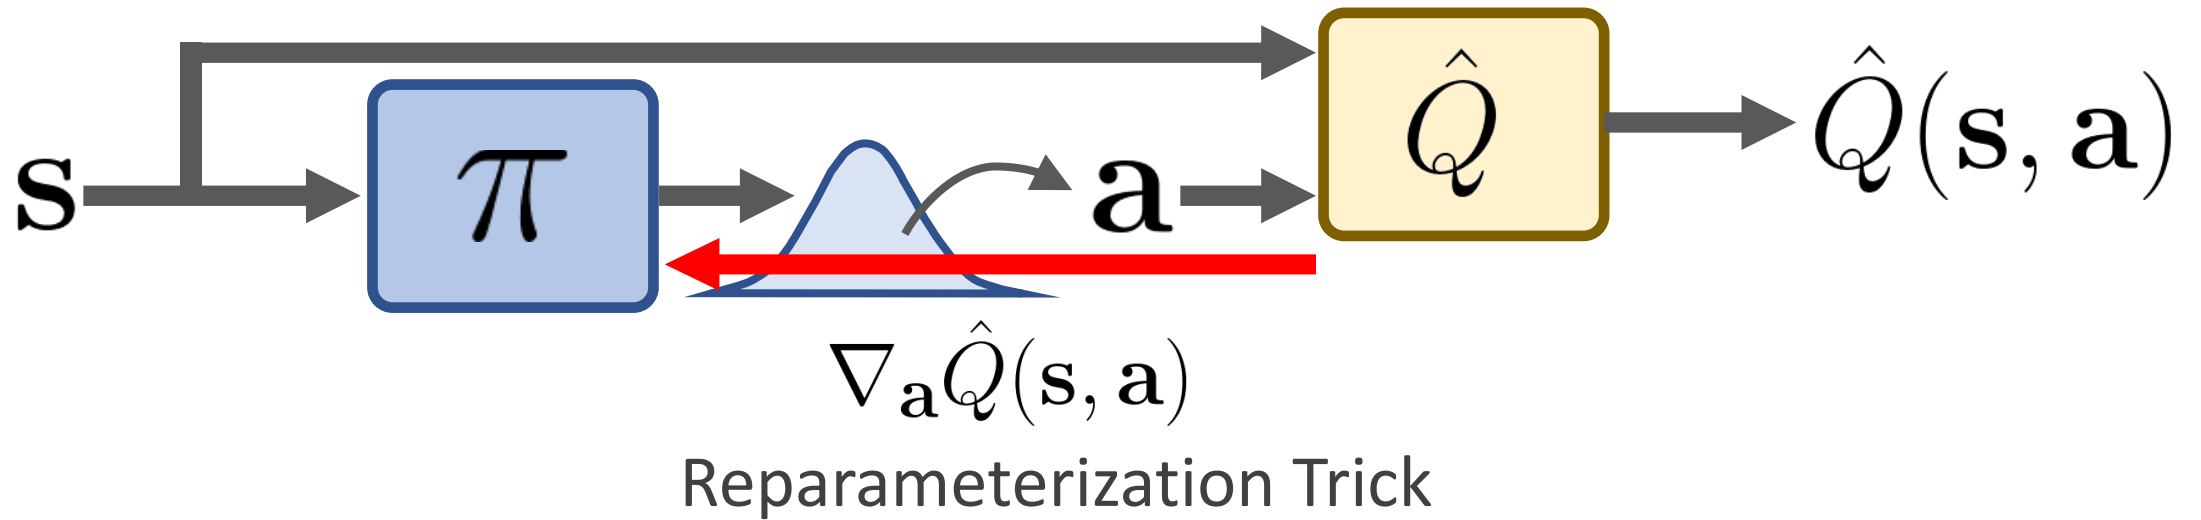 s
π
a
Q̂
Q̂(s, a)
∇ₐQ̂(s, a)
Reparameterization Trick